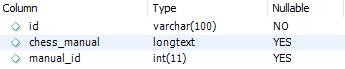 Column Type Nullable
id varchar(100) NO
chess_manual longtext YES
manual_id int(11) YES